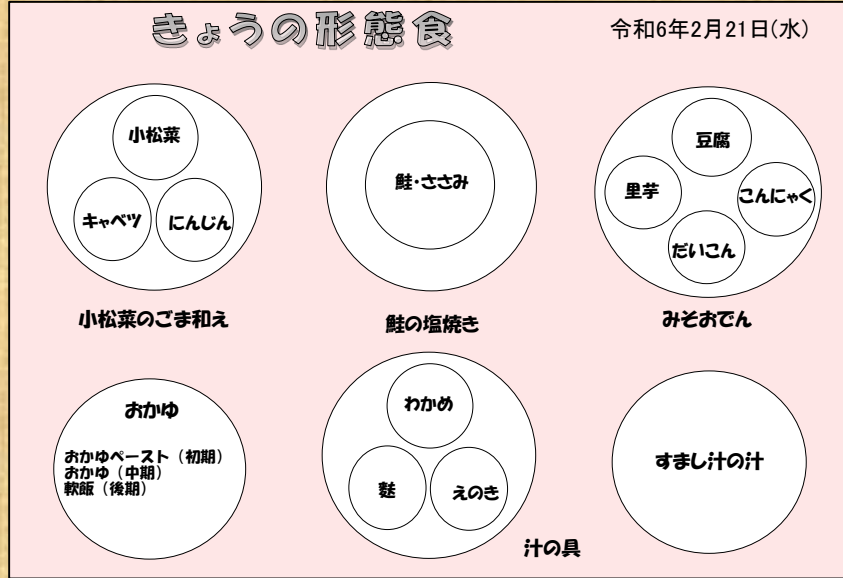 きょうの形態食
令和6年2月21日(水)
小松菜
キャベツ
にんじん
小松菜のごま和え
鮭・ささみ
鮭の塩焼き
豆腐
里芋
こんにゃく
だいこん
みそおでん
おかゆ
おかゆペースト（初期）
おかゆ（中期）
軟飯（後期）
わかめ
麩
えのき
汁の具
すまし汁の汁